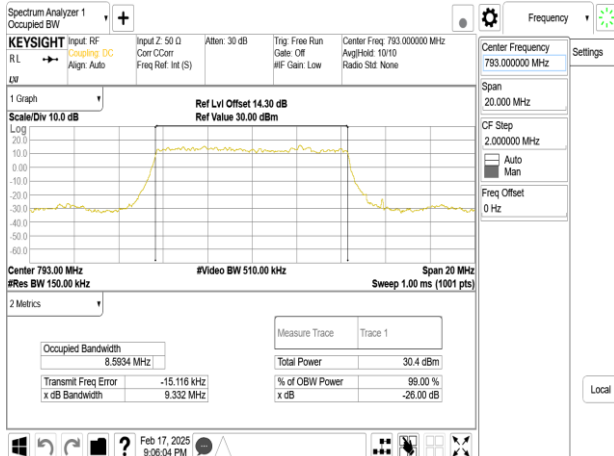 Spectrum Analyzer 1
Occupied BW
+
Frequency
KEYSIGHT Input: RF
Coupling: DC
Align: Auto
RL
LXI
Input Z: 50 Ω
Corr CCorr
Freq Ref: Int (S)
Atten: 30 dB
Trig: Free Run
Gate: Off
#IF Gain: Low
Center Freq: 793.000000 MHz
Avg|Hold: 10/10
Radio Std: None
Center Frequency
793.000000 MHz
Settings
Span
20.000 MHz
CF Step
2.000000 MHz
Auto
Man
Freq Offset
0 Hz
1 Graph
Scale/Div 10.0 dB
Ref Lvl Offset 14.30 dB
Ref Value 30.00 dBm
Log
20.0
10.0
0.00
-10.0
-20.0
-30.0
-40.0
-50.0
-60.0
Center 793.00 MHz
#Res BW 150.00 kHz
#Video BW 510.00 kHz
Span 20 MHz
Sweep 1.00 ms (1001 pts)
2 Metrics
Measure Trace Trace 1
Occupied Bandwidth
8.5934 MHz
Total Power 30.4 dBm
Transmit Freq Error -15.116 kHz
% of OBW Power 99.00 %
x dB Bandwidth 9.332 MHz
x dB -26.00 dB
Local
?
Feb 17, 2025
9:06:04 PM